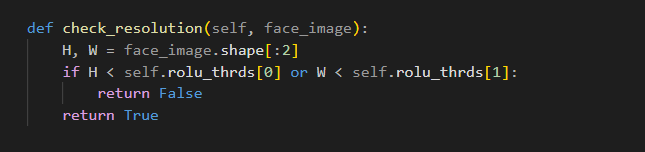 def check_resolution(self, face_image):
    H, W = face_image.shape[:2]
    if H < self.rolu_thrds[0] or W < self.rolu_thrds[1]:
        return False
    return True